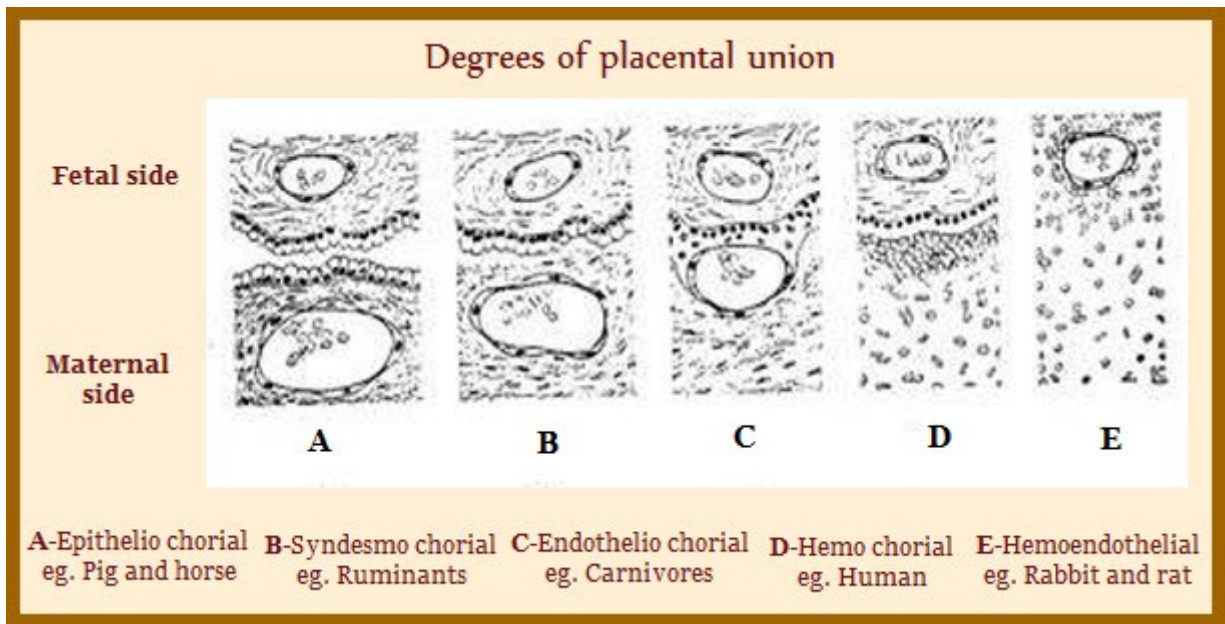 Degrees of placental union
Fetal side
Maternal
side
A B C D E
A-Epithelio chorial
eg. Pig and horse
B-Syndesmo chorial
eg. Ruminants
C-Endothelio chorial
eg. Carnivores
D-Hemo chorial
eg. Human
E-Hemoendothelial
eg. Rabbit and rat